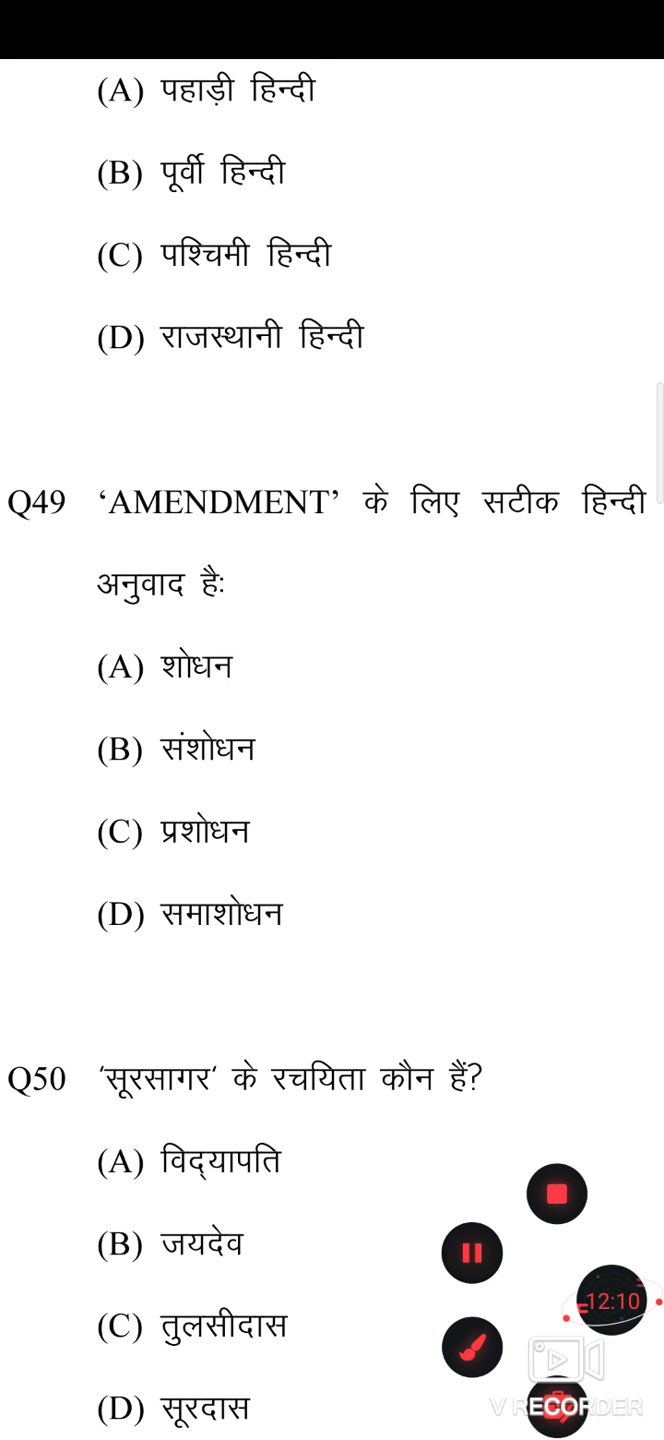 (A) पहाड़ी हिन्दी
(B) पूर्वी हिन्दी
(C) पश्चिमी हिन्दी
(D) राजस्थानी हिन्दी
Q49 ‘AMENDMENT’ के लिए सटीक हिन्दी
अनुवाद है:
(A) शोधन
(B) संशोधन
(C) प्रशोधन
(D) समाशोधन
Q50 ‘सूरसागर‘ के रचयिता कौन हैं?
(A) विद्यापति
(B) जयदेव
(C) तुलसीदास
(D) सूरदास
12:10
V RECORDER